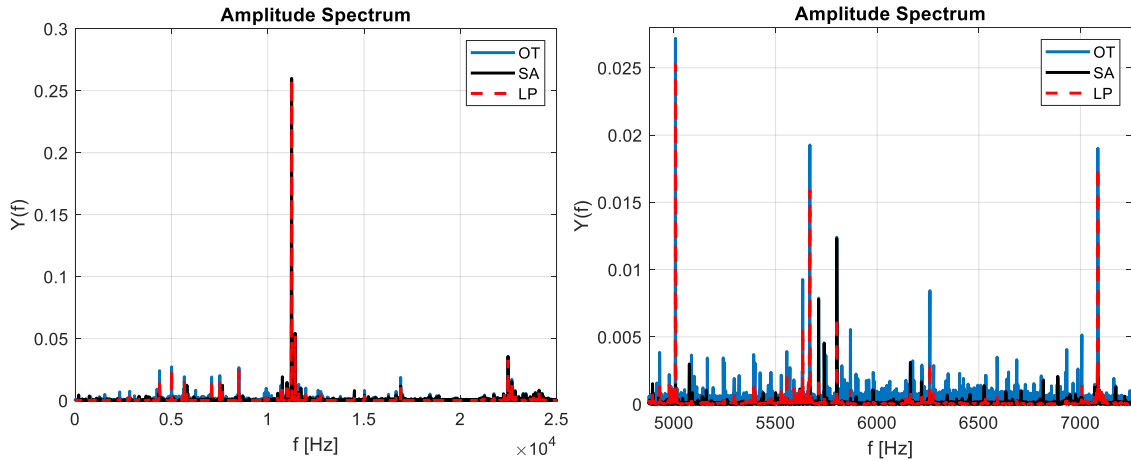 Amplitude Spectrum
0.3
0.25
0.2
0.15
0.1
0.05
0
Y(f)
OT
SA
LP
0
0.5
1
1.5
2
2.5
f [Hz]
×10^4
Amplitude Spectrum
0.025
0.02
0.015
0.01
0.005
0
Y(f)
OT
SA
LP
5000
5500
6000
6500
7000
f [Hz]